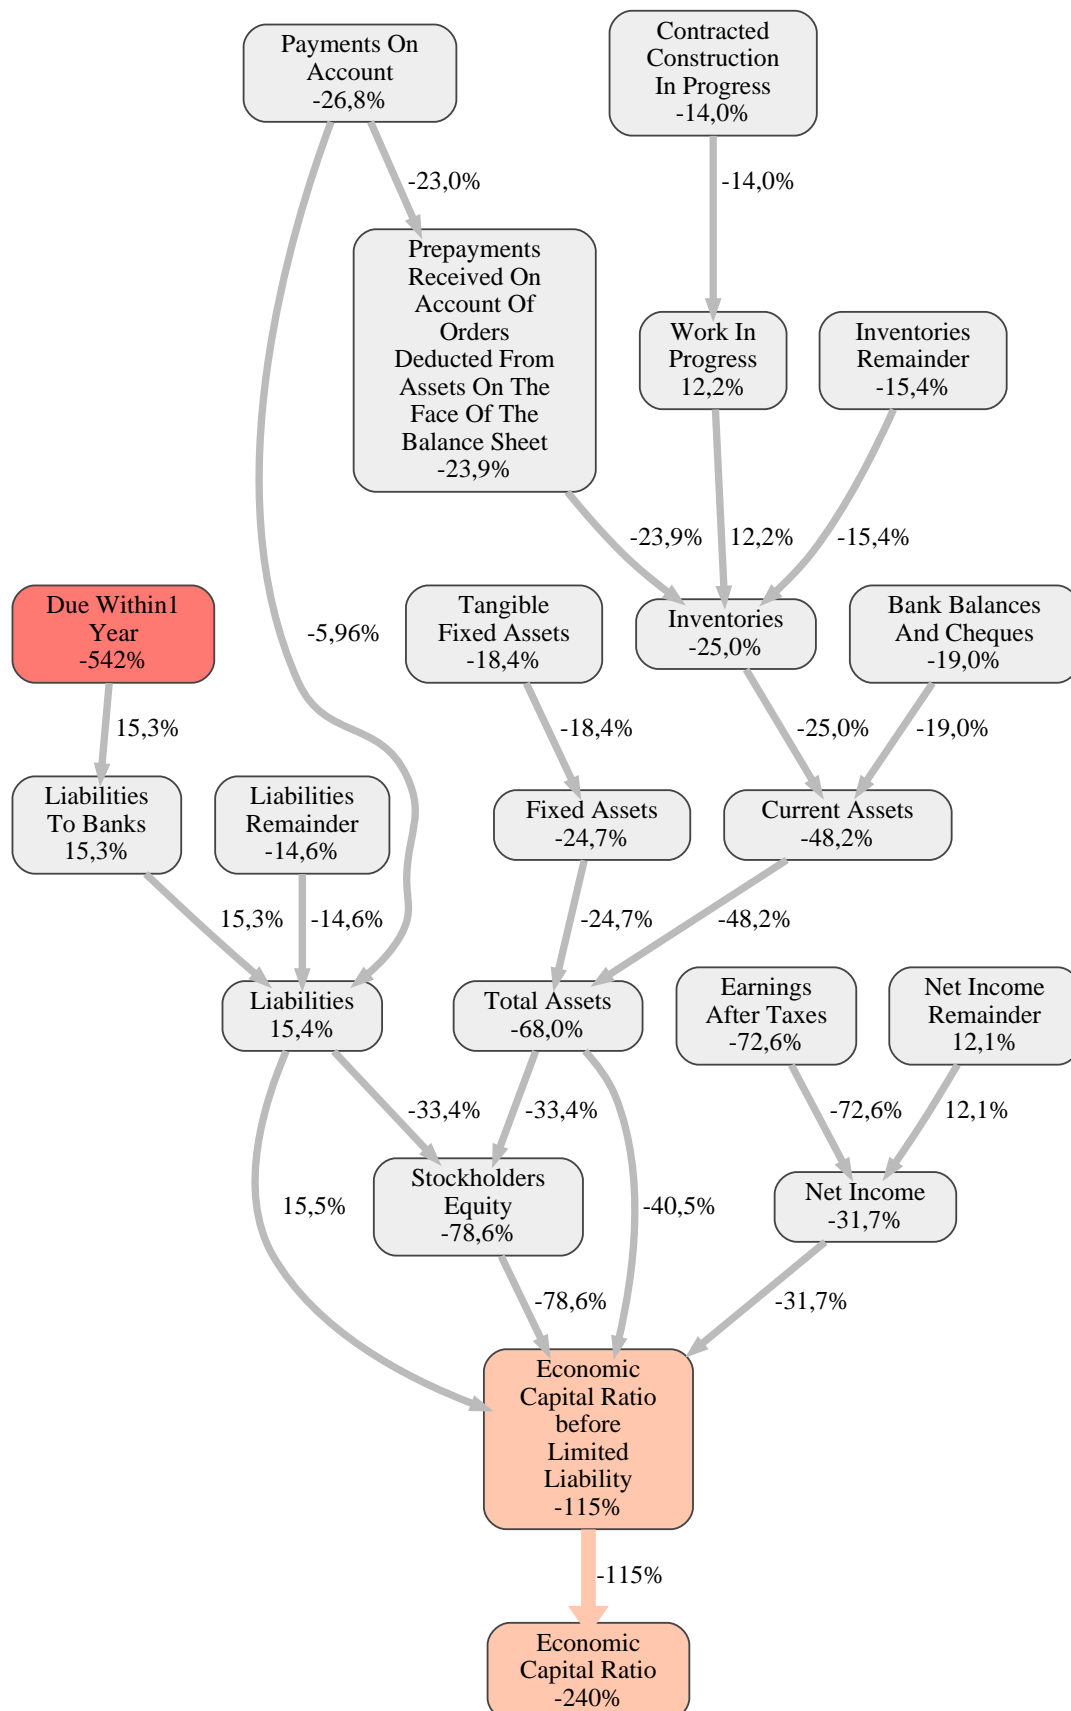 Payments On
Account
-26,8%
Contracted
Construction
In Progress
-14,0%
-23,0%
-14,0%
Prepayments
Received On
Account Of
Orders
Deducted From
Assets On The
Face Of The
Balance Sheet
-23,9%
Work In
Progress
12,2%
Inventories
Remainder
-15,4%
-23,9%
12,2%
-15,4%
Due Within1
Year
-542%
-5,96%
Tangible
Fixed Assets
-18,4%
Inventories
-25,0%
Bank Balances
And Cheques
-19,0%
15,3%
-18,4%
-25,0%
-19,0%
Liabilities
To Banks
15,3%
Liabilities
Remainder
-14,6%
Fixed Assets
-24,7%
Current Assets
-48,2%
15,3%
-14,6%
-24,7%
-48,2%
Liabilities
15,4%
Total Assets
-68,0%
Earnings
After Taxes
-72,6%
Net Income
Remainder
12,1%
-33,4%
-33,4%
-72,6%
12,1%
15,5%
Stockholders
Equity
-78,6%
-40,5%
Net Income
-31,7%
-78,6%
-31,7%
Economic
Capital Ratio
before
Limited
Liability
-115%
-115%
Economic
Capital Ratio
-240%